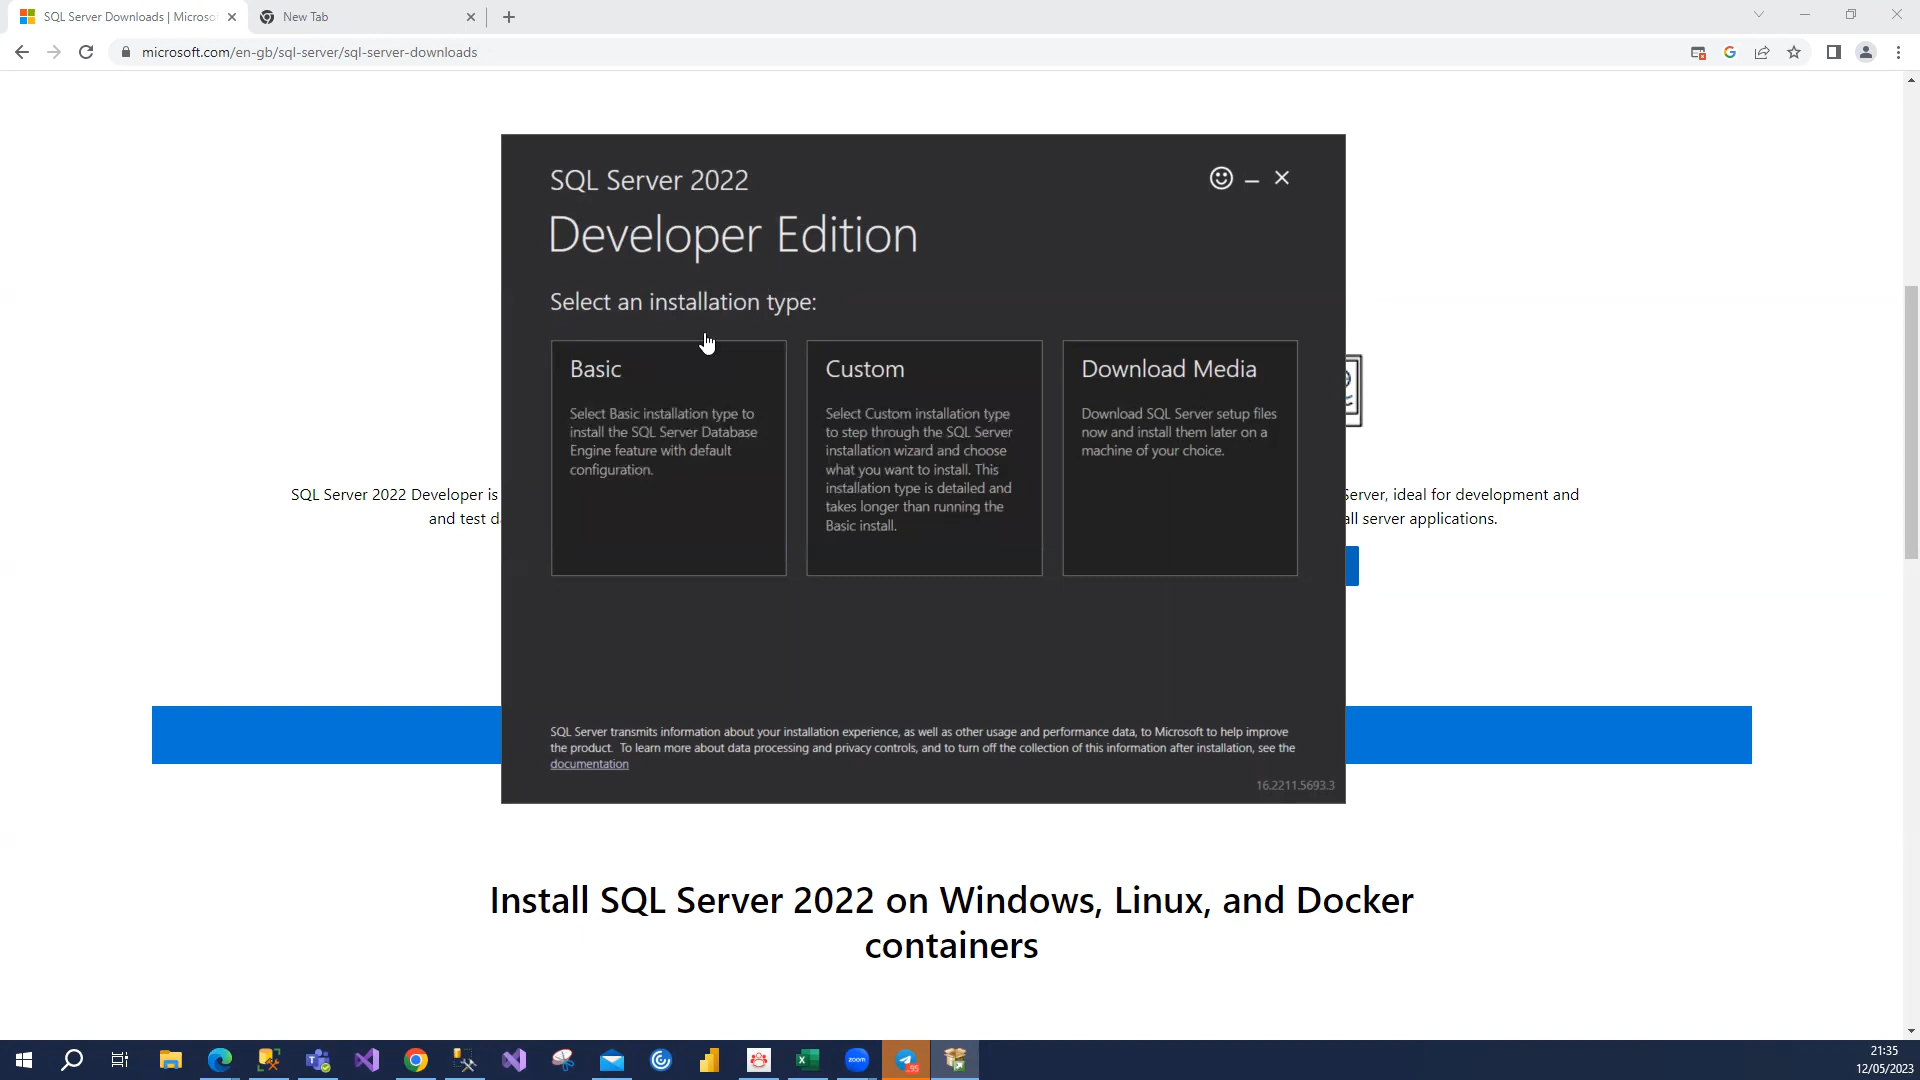 SQL Server Downloads | Microsof
New Tab
microsoft.com/en-gb/sql-server/sql-server-downloads
SQL Server 2022
Developer Edition
Select an installation type:
Basic
Select Basic installation type to
install the SQL Server Database
Engine feature with default
configuration.
Custom
Select Custom installation type
to step through the SQL Server
installation wizard and choose
what you want to install. This
installation type is detailed and
takes longer than running the
Basic install.
Download Media
Download SQL Server setup files
now and install them later on a
machine of your choice.
SQL Server 2022 Developer is
and test d
Server, ideal for development and
all server applications.
SQL Server transmits information about your installation experience, as well as other usage and performance data, to Microsoft to help improve
the product. To learn more about data processing and privacy controls, and to turn off the collection of this information after installation, see the
documentation
16.2211.5693.3
Install SQL Server 2022 on Windows, Linux, and Docker
containers
zoom
95
21:35
12/05/2023